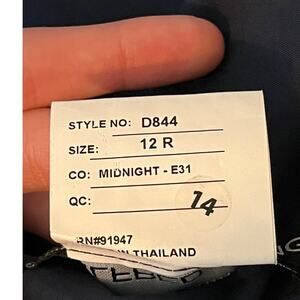 STYLE NO: D844
SIZE: 12 R
CO: MIDNIGHT - E31
QC: 14
RN#91947
IN THAILAND